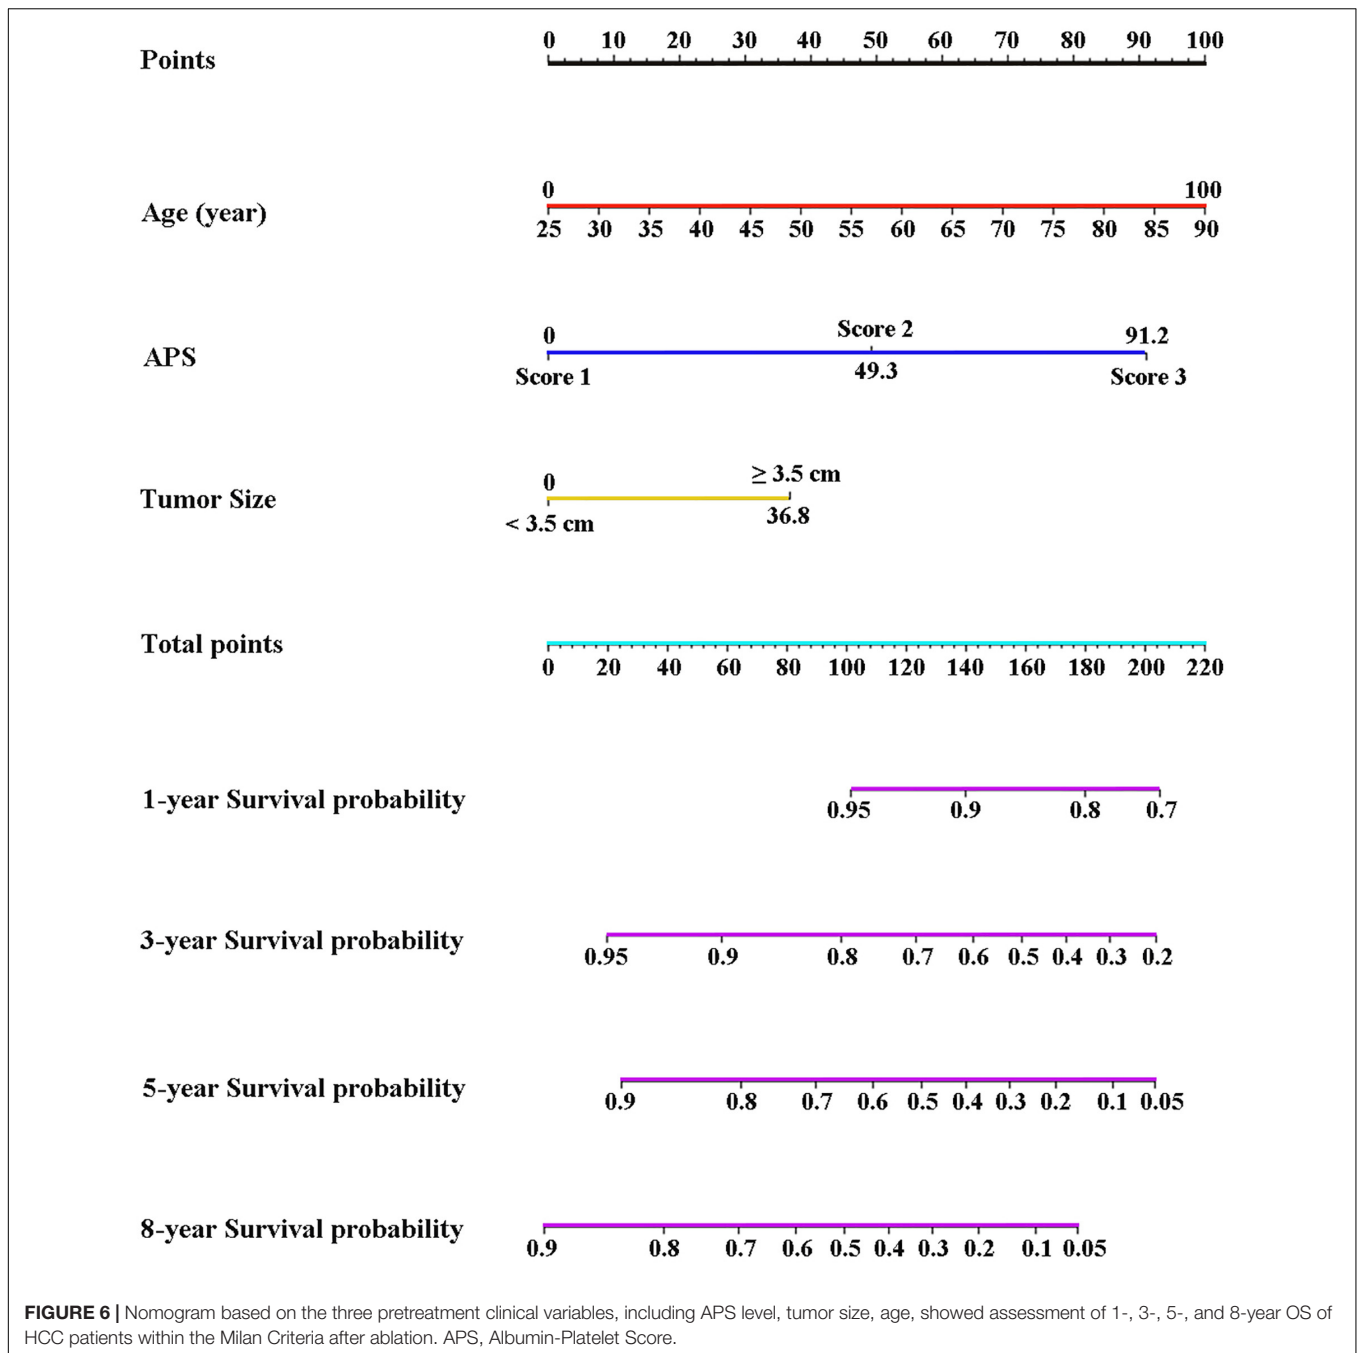 0 10 20 30 40 50 60 70 80 90 100
Points
0 100
Age (year)
25 30 35 40 45 50 55 60 65 70 75 80 85 90
0 Score 2 91.2
APS
Score 1 49.3 Score 3
0 ≥ 3.5 cm
Tumor Size
< 3.5 cm 36.8
Total points
0 20 40 60 80 100 120 140 160 180 200 220
1-year Survival probability
0.95 0.9 0.8 0.7
3-year Survival probability
0.95 0.9 0.8 0.7 0.6 0.5 0.4 0.3 0.2
5-year Survival probability
0.9 0.8 0.7 0.6 0.5 0.4 0.3 0.2 0.1 0.05
8-year Survival probability
0.9 0.8 0.7 0.6 0.5 0.4 0.3 0.2 0.1 0.05
FIGURE 6 | Nomogram based on the three pretreatment clinical variables, including APS level, tumor size, age, showed assessment of 1-, 3-, 5-, and 8-year OS of
HCC patients within the Milan Criteria after ablation. APS, Albumin-Platelet Score.